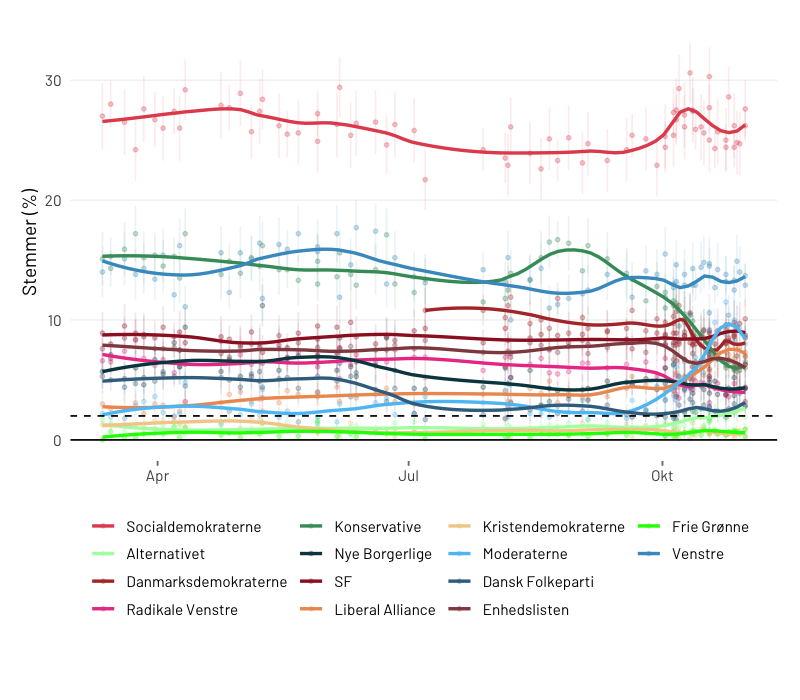 30
20
10
0
Stemmer (%)
Apr Jul Okt
Socialdemokraterne Konservative Kristendemokraterne Frie Grønne
Alternativet Nye Borgerlige Moderaterne Venstre
Danmarksdemokraterne SF Dansk Folkeparti
Radikale Venstre Liberal Alliance Enhedslisten